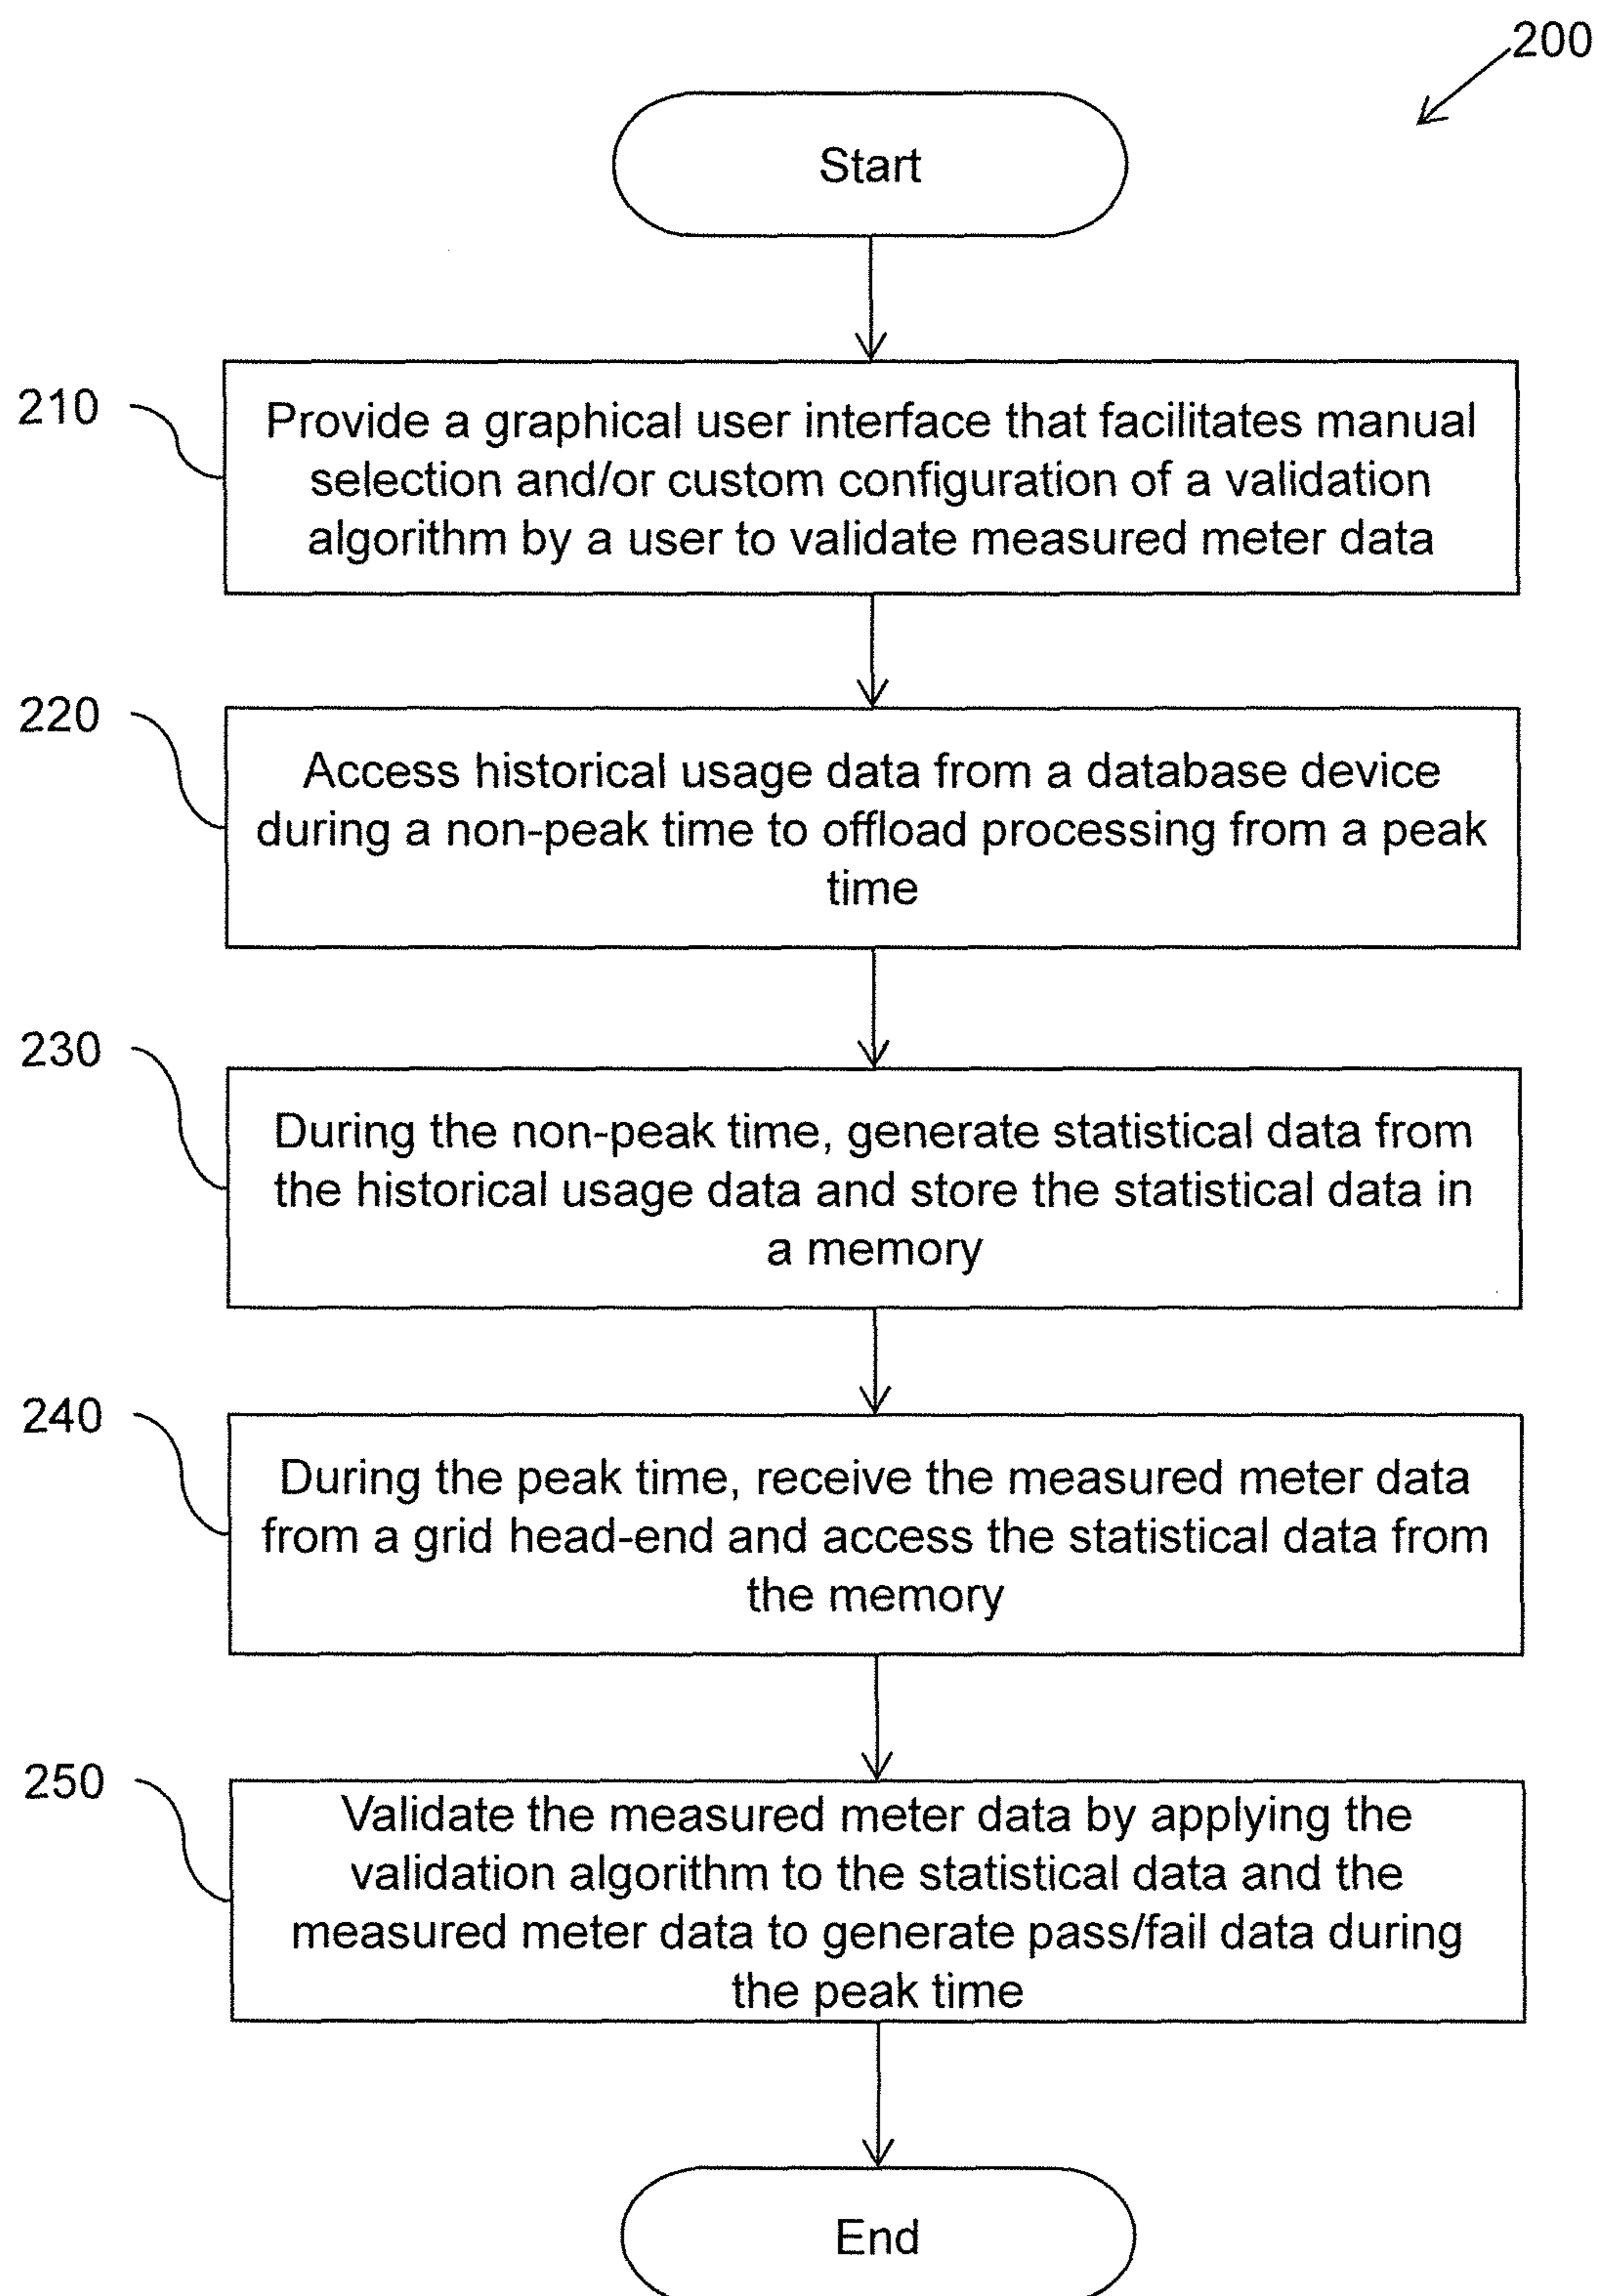 200
Start
210
Provide a graphical user interface that facilitates manual
selection and/or custom configuration of a validation
algorithm by a user to validate measured meter data
220
Access historical usage data from a database device
during a non-peak time to offload processing from a peak
time
230
During the non-peak time, generate statistical data from
the historical usage data and store the statistical data in
a memory
240
During the peak time, receive the measured meter data
from a grid head-end and access the statistical data from
the memory
250
Validate the measured meter data by applying the
validation algorithm to the statistical data and the
measured meter data to generate pass/fail data during
the peak time
End